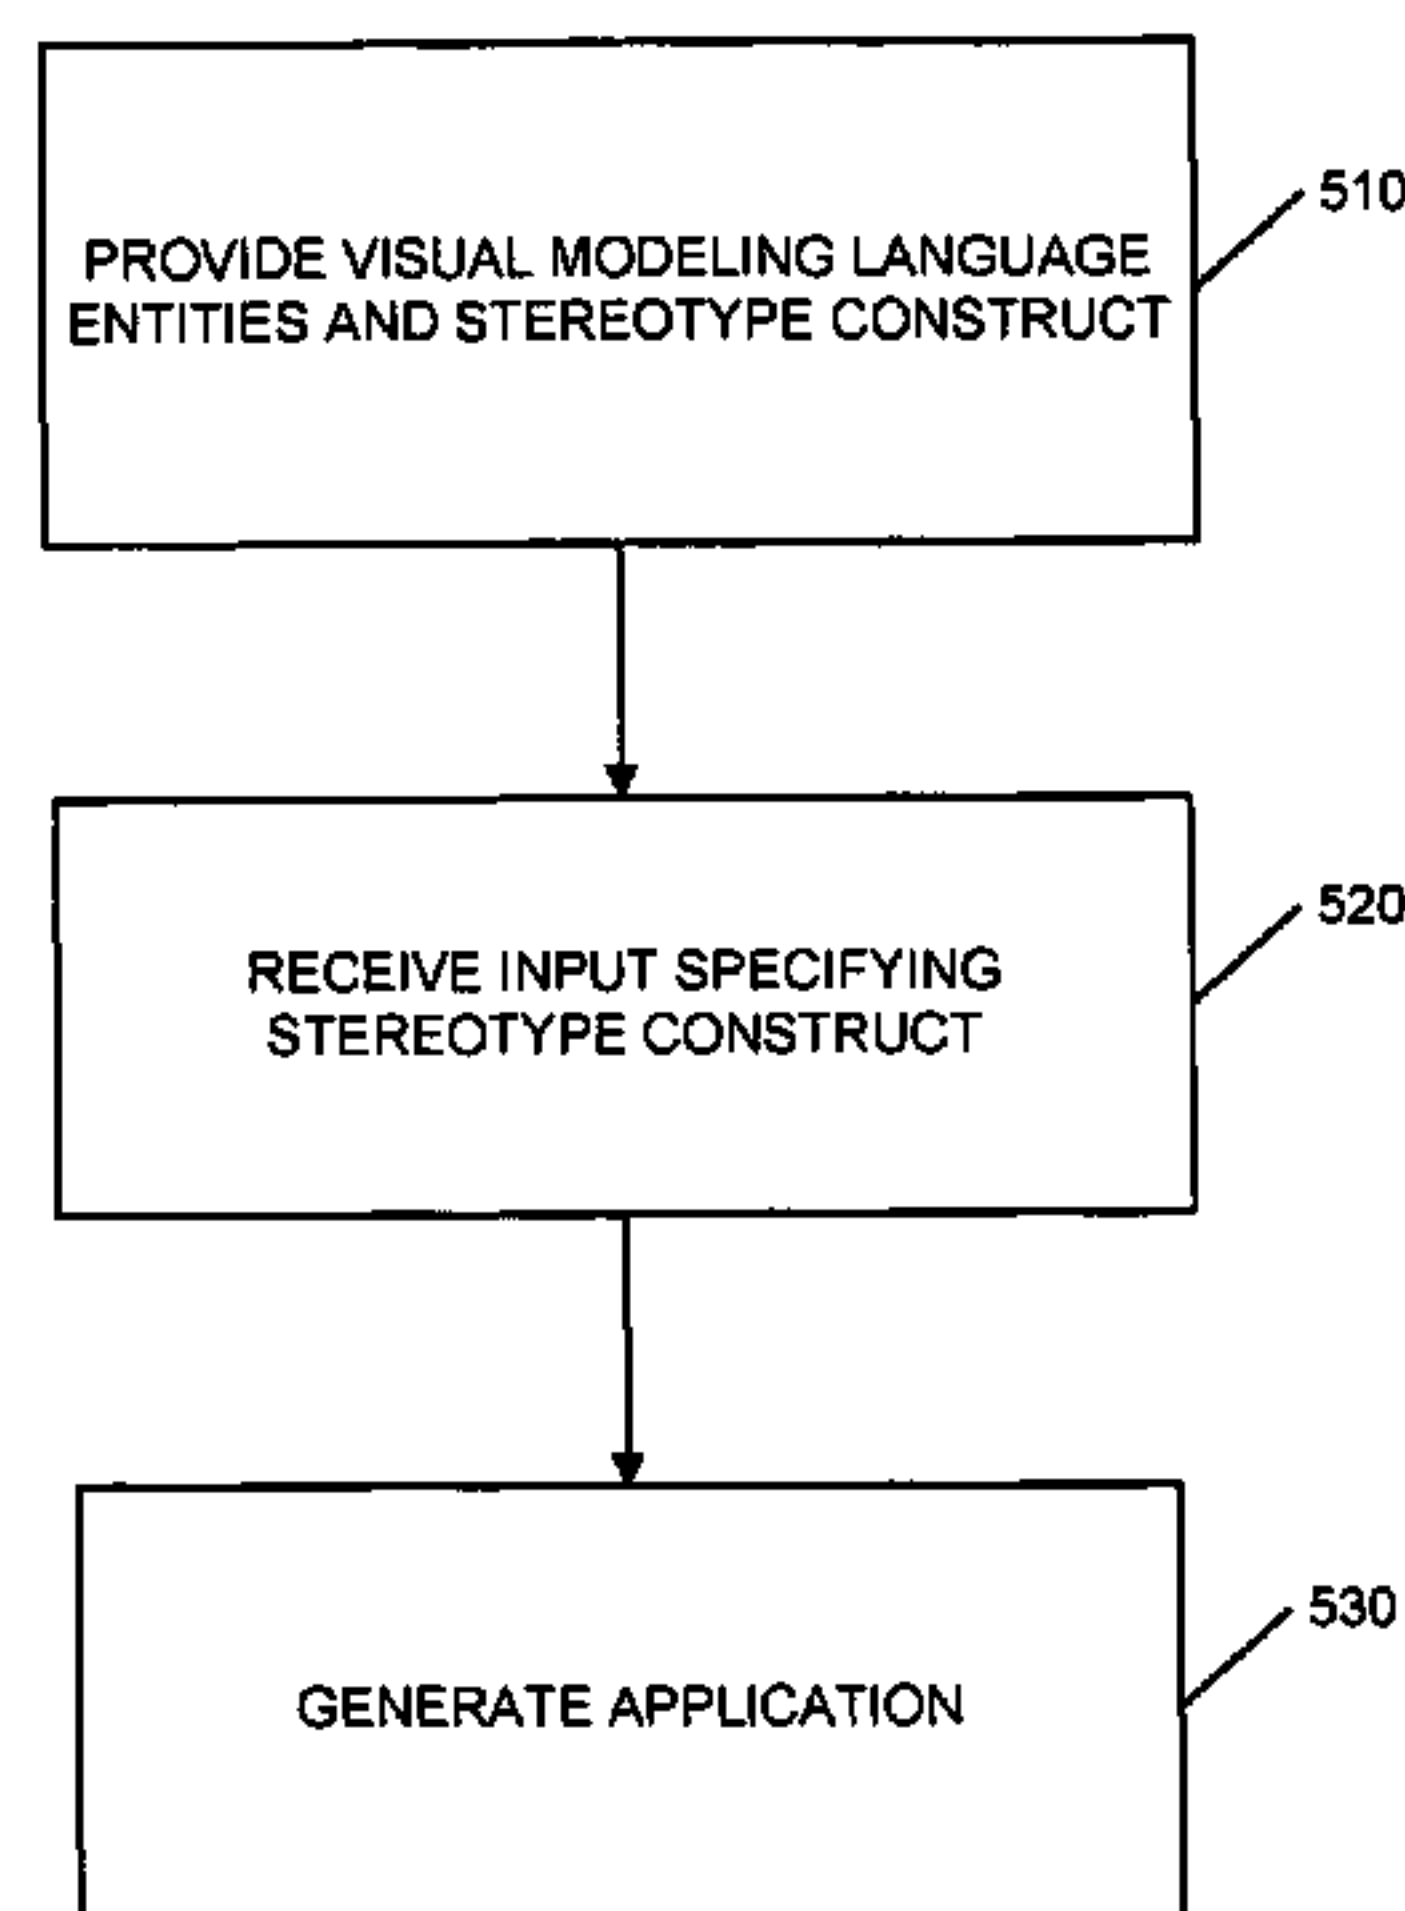 510
PROVIDE VISUAL MODELING LANGUAGE
ENTITIES AND STEREOTYPE CONSTRUCT
520
RECEIVE INPUT SPECIFYING
STEREOTYPE CONSTRUCT
530
GENERATE APPLICATION